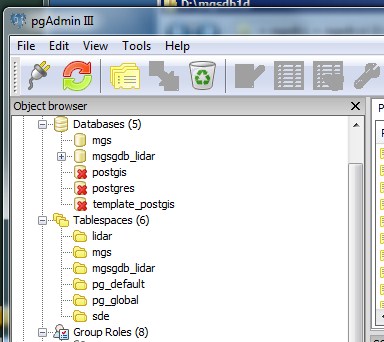 D:\mgsdb1d
pgAdmin III
File Edit View Tools Help
Object browser
Databases (5)
mgs
mgsgdb_lidar
postgis
postgres
template_postgis
Tablespaces (6)
lidar
mgs
mgsgdb_lidar
pg_default
pg_global
sde
Group Roles (8)